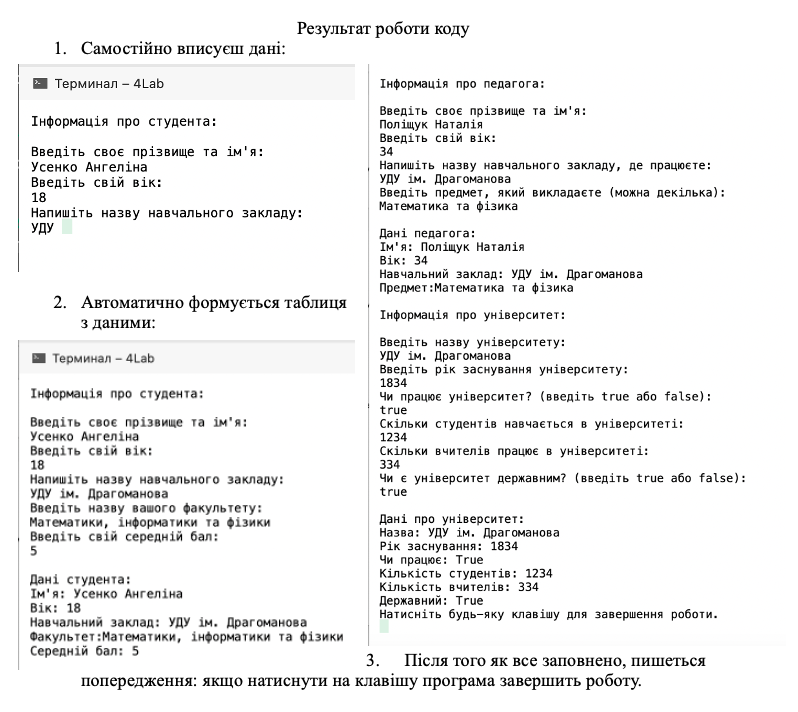 Результат роботи коду
1. Самостійно вписуєш дані:
Терминал – 4Lab
Інформація про студента:
Введіть своє прізвище та ім'я:
Усенко Ангеліна
Введіть свій вік:
18
Напишіть назву навчального закладу:
УДУ
2. Автоматично формується таблиця
з даними:
Терминал – 4Lab
Інформація про студента:
Введіть своє прізвище та ім'я:
Усенко Ангеліна
Введіть свій вік:
18
Напишіть назву навчального закладу:
УДУ ім. Драгоманова
Введіть назву вашого факультету:
Математики, інформатики та фізики
Введіть свій середній бал:
5
Дані студента:
Ім'я: Усенко Ангеліна
Вік: 18
Навчальний заклад: УДУ ім. Драгоманова
Факультет:Математики, інформатики та фізики
Середній бал: 5
Інформація про педагога:
Введіть своє прізвище та ім'я:
Поліщук Наталія
Введіть свій вік:
34
Напишіть назву навчального закладу, де працюєте:
УДУ ім. Драгоманова
Введіть предмет, який викладаєте (можна декілька):
Математика та фізика
Дані педагога:
Ім'я: Поліщук Наталія
Вік: 34
Навчальний заклад: УДУ ім. Драгоманова
Предмет:Математика та фізика
Інформація про університет:
Введіть назву університету:
УДУ ім. Драгоманова
Введіть рік заснування університету:
1834
Чи працює університет? (введіть true або false):
true
Скільки студентів навчається в університеті:
1234
Скільки вчителів працює в університеті:
334
Чи є університет державним? (введіть true або false):
true
Дані про університет:
Назва: УДУ ім. Драгоманова
Рік заснування: 1834
Чи працює: True
Кількість студентів: 1234
Кількість вчителів: 334
Державний: True
Натисніть будь-яку клавішу для завершення роботи.
3. Після того як все заповнено, пишеться
попередження: якщо натиснути на клавішу програма завершить роботу.